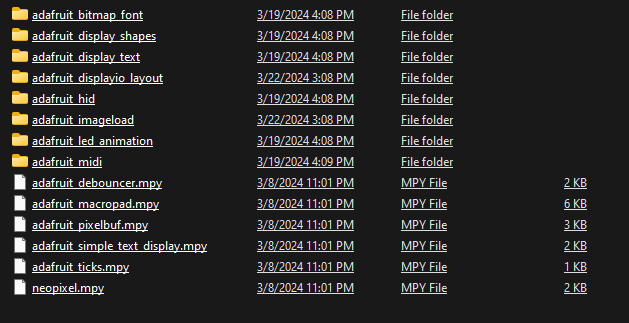 adafruit_bitmap_font 3/19/2024 4:08 PM File folder
adafruit_display_shapes 3/19/2024 4:08 PM File folder
adafruit_display_text 3/19/2024 4:08 PM File folder
adafruit_displayio_layout 3/22/2024 3:08 PM File folder
adafruit_hid 3/19/2024 4:08 PM File folder
adafruit_imageload 3/22/2024 3:08 PM File folder
adafruit_led_animation 3/19/2024 4:08 PM File folder
adafruit_midi 3/19/2024 4:09 PM File folder
adafruit_debouncer.mpy 3/8/2024 11:01 PM MPY File 2 KB
adafruit_macropad.mpy 3/8/2024 11:01 PM MPY File 6 KB
adafruit_pixelbuf.mpy 3/8/2024 11:01 PM MPY File 3 KB
adafruit_simple_text_display.mpy 3/8/2024 11:01 PM MPY File 2 KB
adafruit_ticks.mpy 3/8/2024 11:01 PM MPY File 1 KB
neopixel.mpy 3/8/2024 11:01 PM MPY File 2 KB